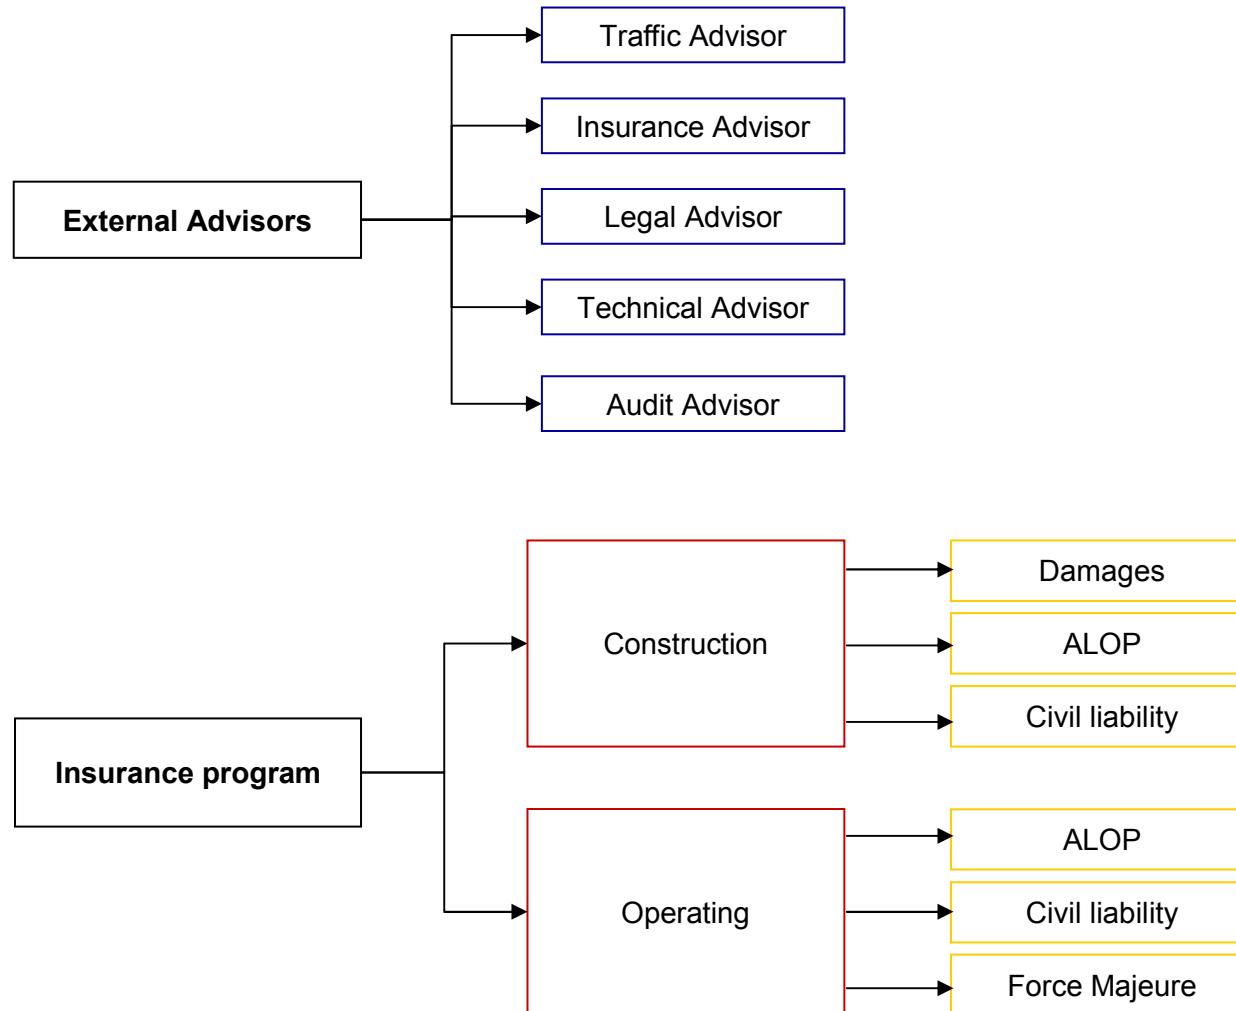 Traffic Advisor
Insurance Advisor
External Advisors
Legal Advisor
Technical Advisor
Audit Advisor
Damages
Construction
ALOP
Civil liability
Insurance program
ALOP
Operating
Civil liability
Force Majeure